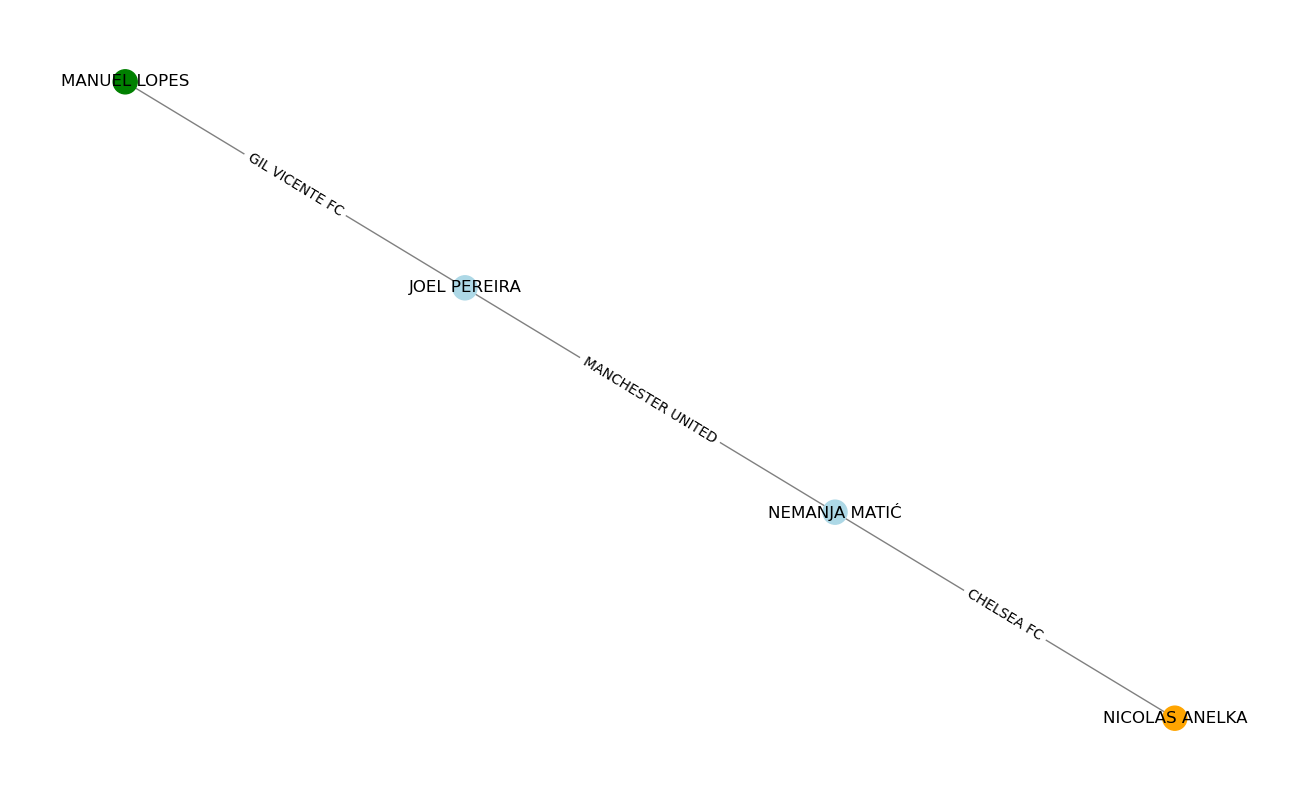 MANUEL LOPES
GIL VICENTE FC
JOEL PEREIRA
MANCHESTER UNITED
NEMANJA MATIĆ
CHELSEA FC
NICOLAS ANELKA